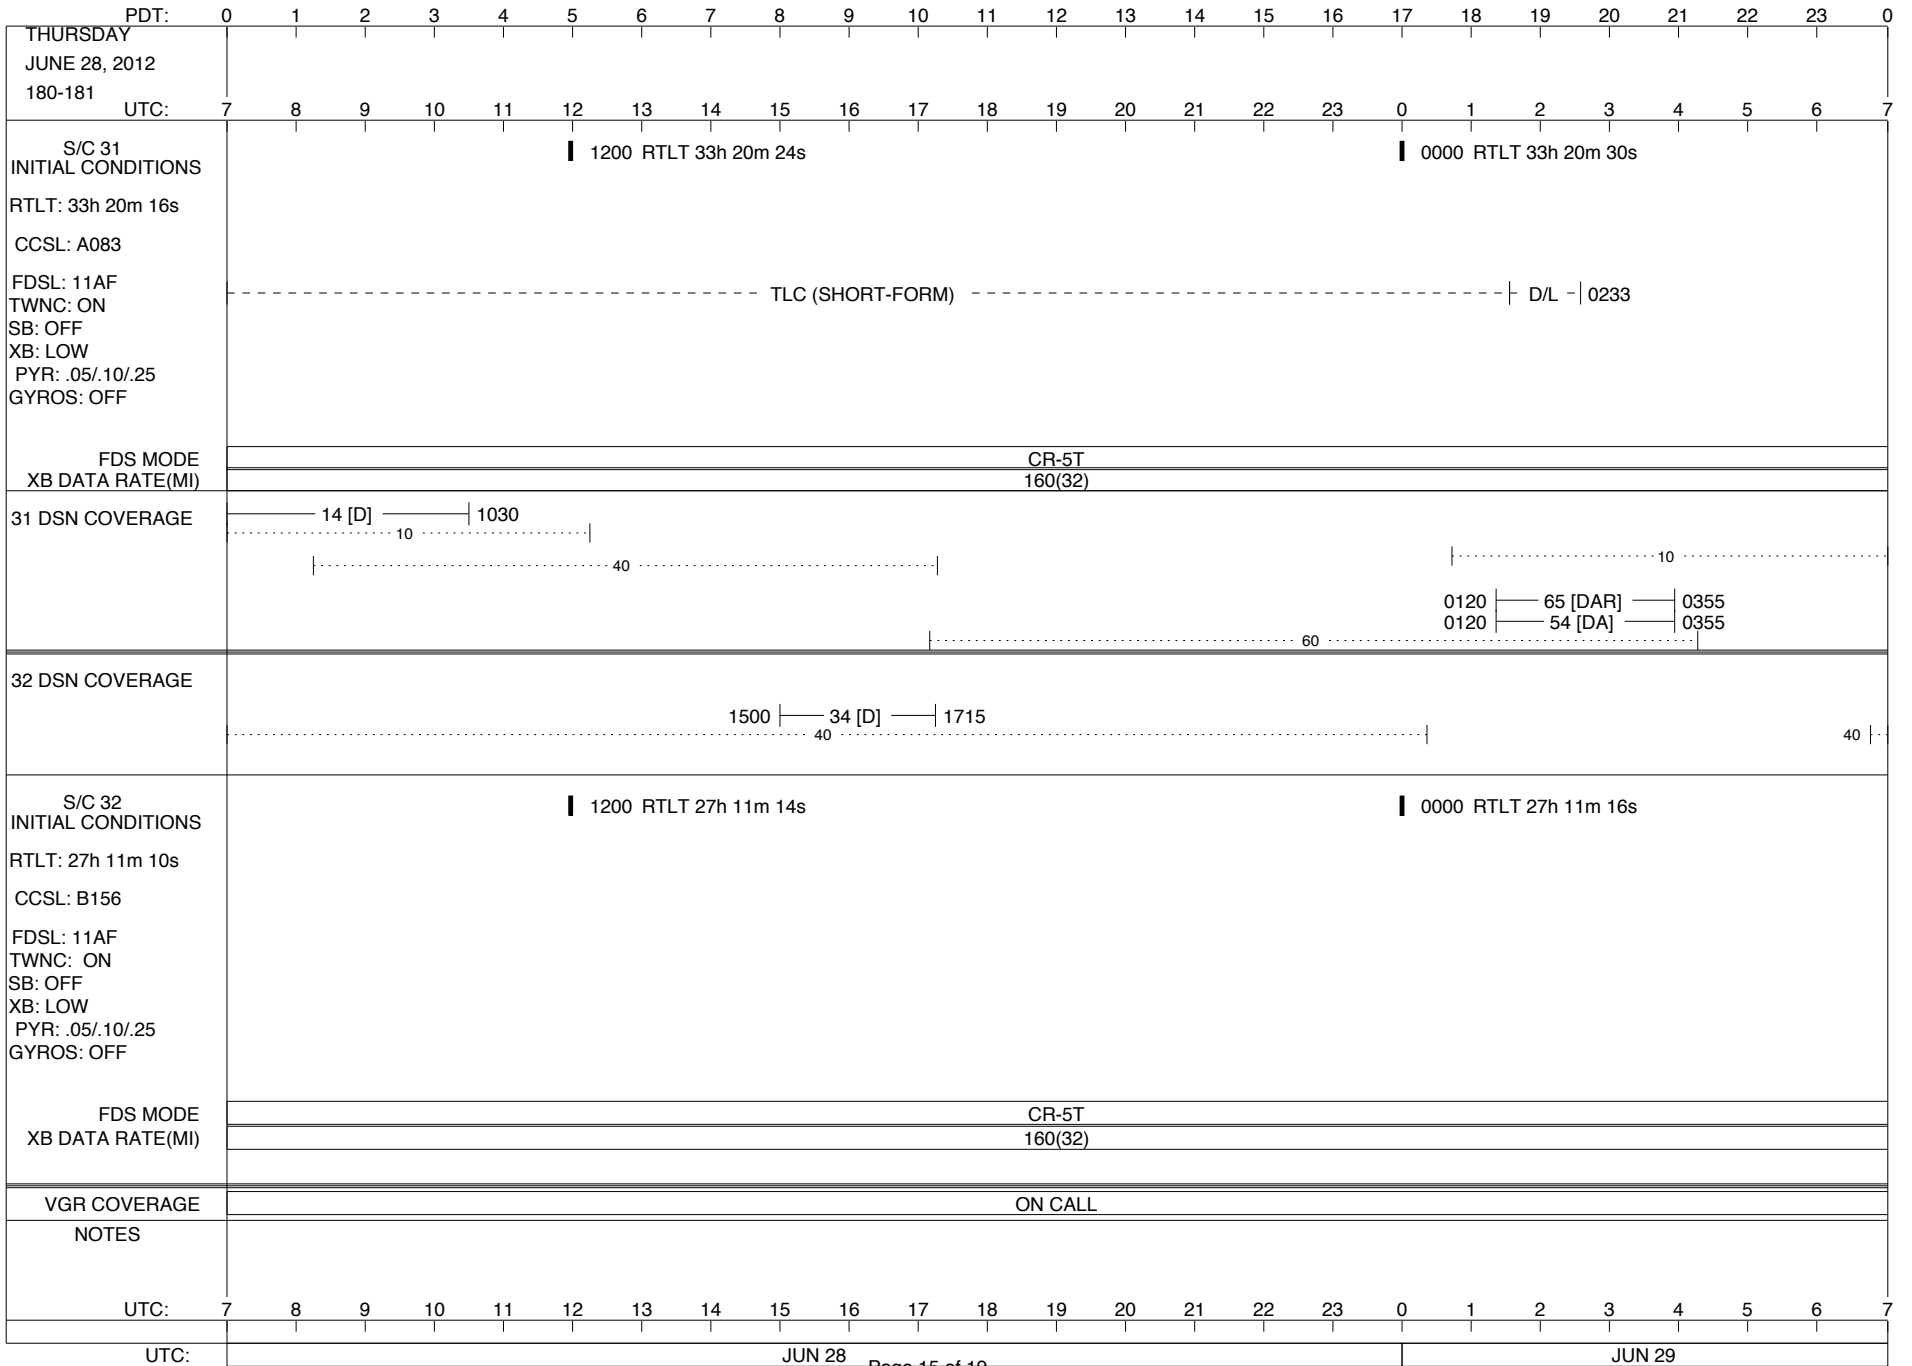 PDT: 0 1 2 3 4 5 6 7 8 9 10 11 12 13 14 15 16 17 18 19 20 21 22 23 0
THURSDAY
JUNE 28, 2012
180-181
UTC: 7 8 9 10 11 12 13 14 15 16 17 18 19 20 21 22 23 0 1 2 3 4 5 6 7
S/C 31
INITIAL CONDITIONS
1200 RTLT 33h 20m 24s
0000 RTLT 33h 20m 30s
RTLT: 33h 20m 16s
CCSL: A083
FDSL: 11AF
TWNC: ON
SB: OFF
XB: LOW
PYR: .05/.10/.25
GYROS: OFF
TLC (SHORT-FORM)
D/L
0233
FDS MODE
CR-5T
XB DATA RATE(MI)
160(32)
31 DSN COVERAGE
14 [D] 1030
10
40
10
0120 65 [DAR] 0355
0120 54 [DA] 0355
60
32 DSN COVERAGE
1500 34 [D] 1715
40
40
S/C 32
INITIAL CONDITIONS
1200 RTLT 27h 11m 14s
0000 RTLT 27h 11m 16s
RTLT: 27h 11m 10s
CCSL: B156
FDSL: 11AF
TWNC: ON
SB: OFF
XB: LOW
PYR: .05/.10/.25
GYROS: OFF
FDS MODE
CR-5T
XB DATA RATE(MI)
160(32)
VGR COVERAGE
ON CALL
NOTES
UTC: 7 8 9 10 11 12 13 14 15 16 17 18 19 20 21 22 23 0 1 2 3 4 5 6 7
UTC: JUN 28 JUN 29
Page 15 of 19